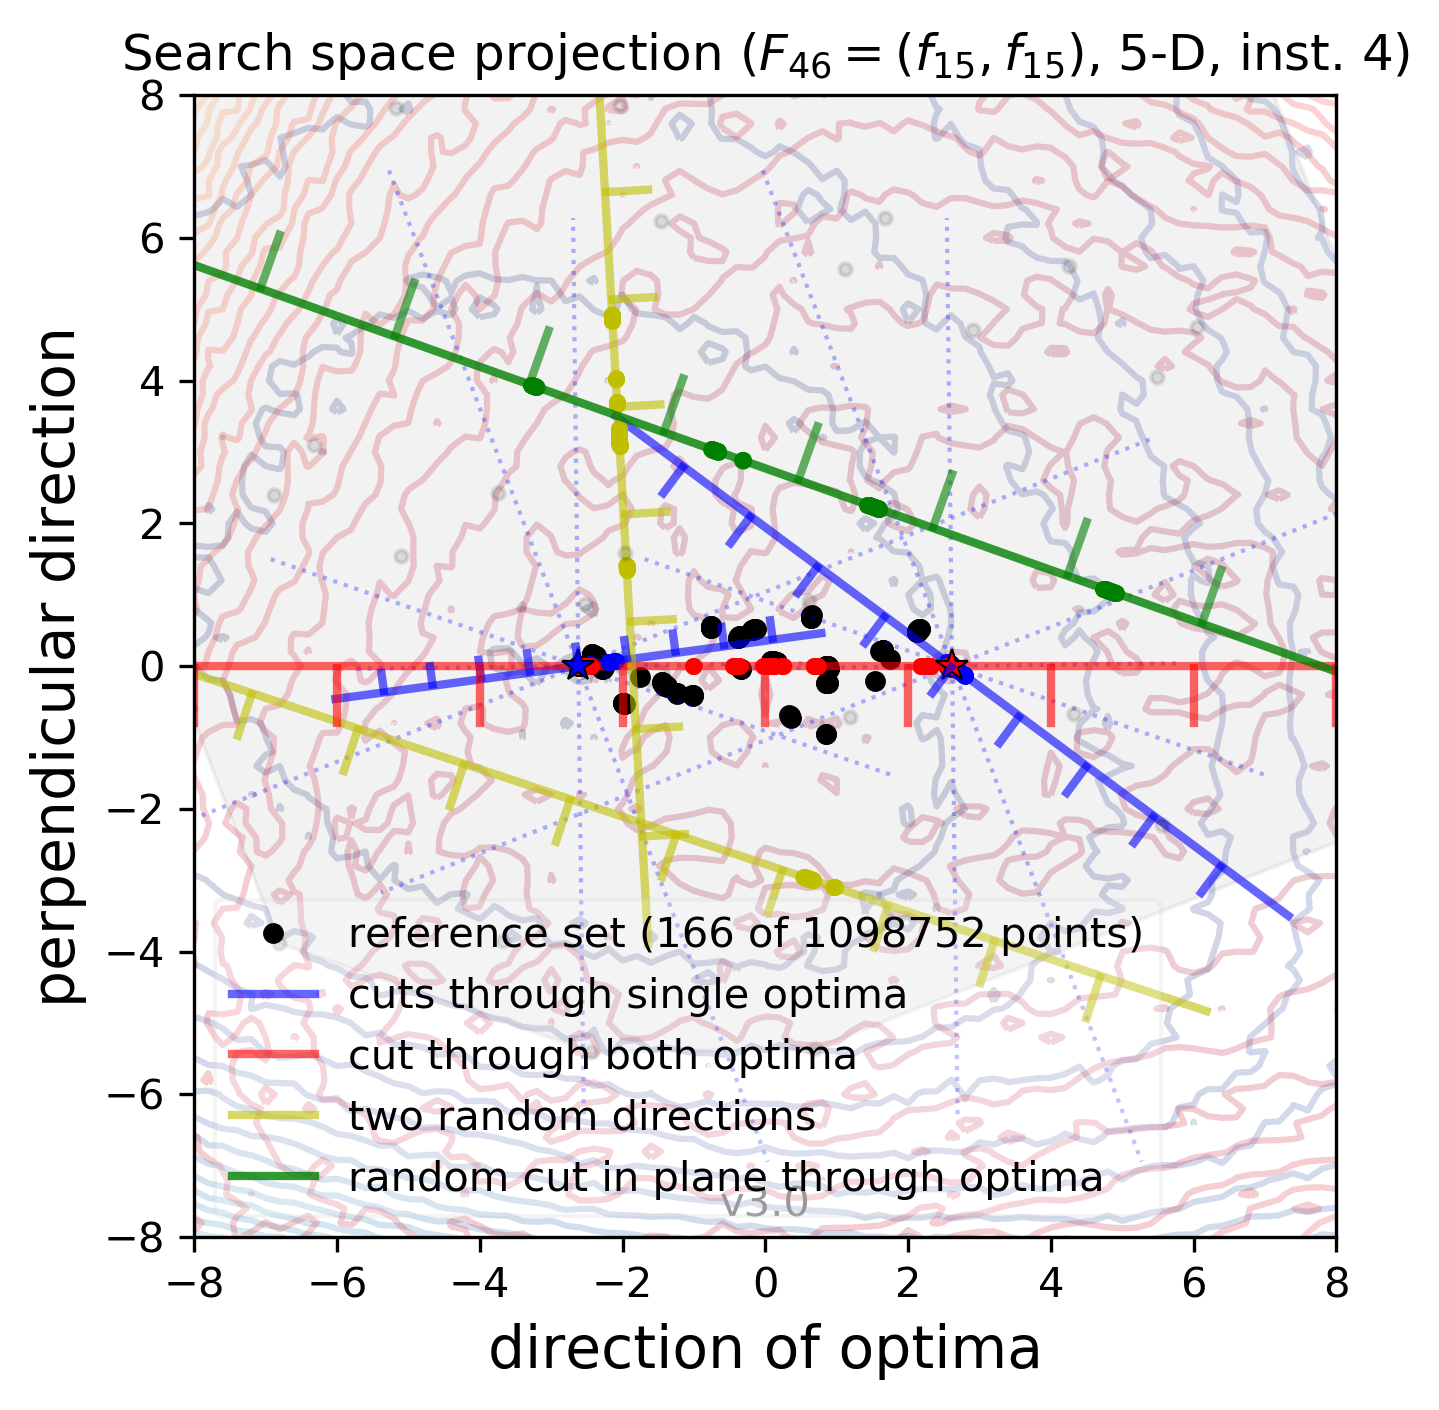 Search space projection (F₄₆ = (f₁₅, f₁₅), 5-D, inst. 4)
8
6
4
2
0
−2
−4
−6
−8
perpendicular direction
reference set (166 of 1098752 points)
cuts through single optima
cut through both optima
two random directions
random cut in plane through optima
v3.0
−8 −6 −4 −2 0 2 4 6 8
direction of optima